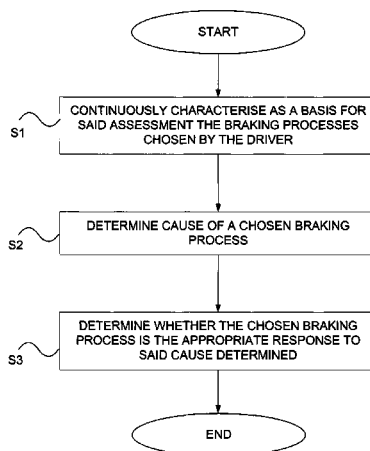 START
S1
CONTINUOUSLY CHARACTERISE AS A BASIS FOR
SAID ASSESSMENT THE BRAKING PROCESSES
CHOSEN BY THE DRIVER
S2
DETERMINE CAUSE OF A CHOSEN BRAKING
PROCESS
S3
DETERMINE WHETHER THE CHOSEN BRAKING
PROCESS IS THE APPROPRIATE RESPONSE TO
SAID CAUSE DETERMINED
END